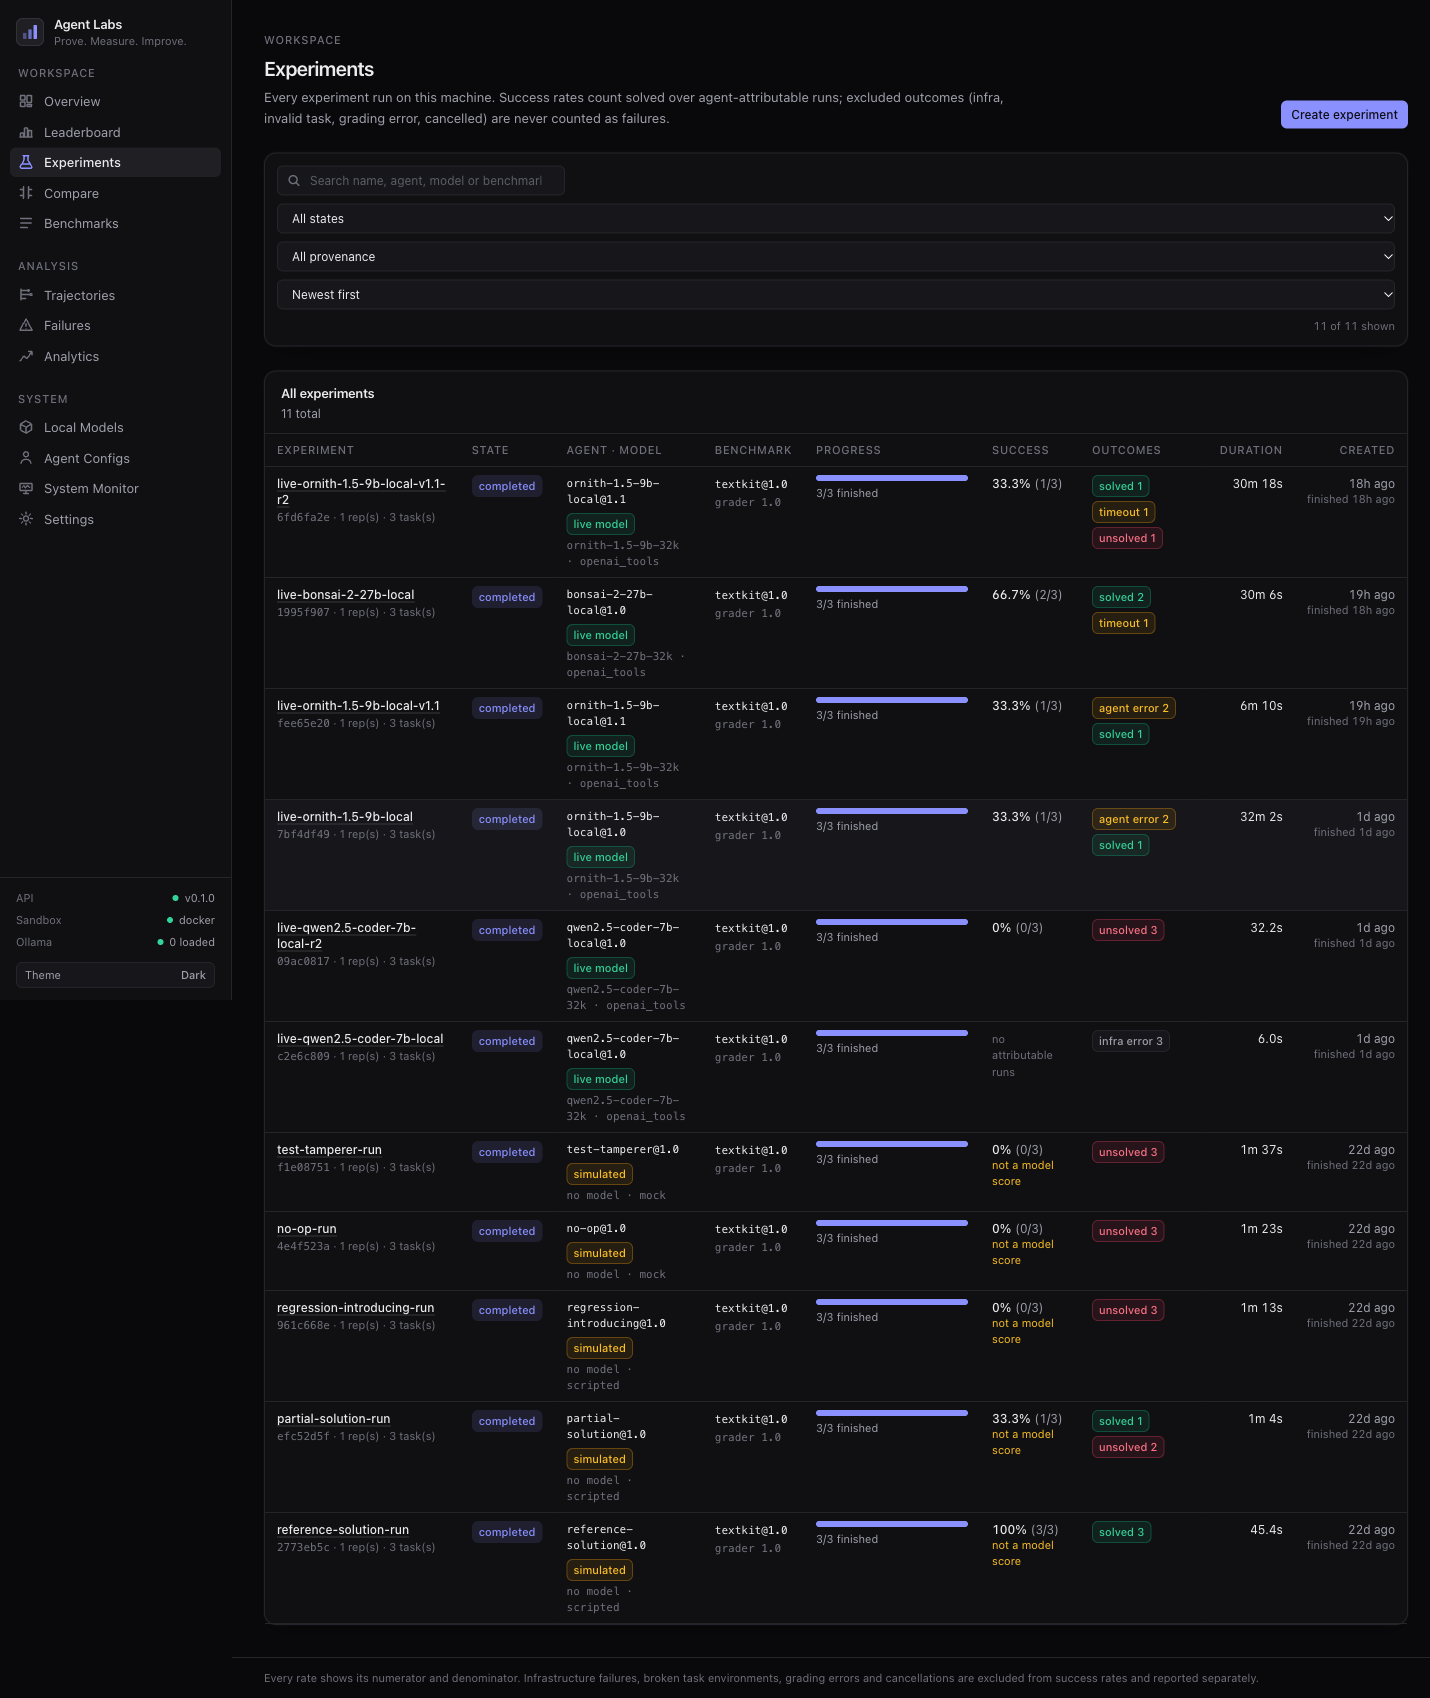 Agent Labs
Prove. Measure. Improve.
WORKSPACE
Overview
Leaderboard
Experiments
Compare
Benchmarks
ANALYSIS
Trajectories
Failures
Analytics
SYSTEM
Local Models
Agent Configs
System Monitor
Settings
API v0.1.0
Sandbox docker
Ollama 0 loaded
Theme Dark
WORKSPACE
Experiments
Every experiment run on this machine. Success rates count solved over agent-attributable runs; excluded outcomes (infra,
invalid task, grading error, cancelled) are never counted as failures.
Create experiment
Search name, agent, model or benchmark
All states
All provenance
Newest first
11 of 11 shown
All experiments
11 total
EXPERIMENT STATE AGENT · MODEL BENCHMARK PROGRESS SUCCESS OUTCOMES DURATION CREATED
live-ornith-1.5-9b-local-v1.1-
r2
6fd6fa2e · 1 rep(s) · 3 task(s)
completed
ornith-1.5-9b-
local@1.1
live model
ornith-1.5-9b-32k
· openai_tools
textkit@1.0
grader 1.0
3/3 finished
33.3% (1/3)
solved 1
timeout 1
unsolved 1
30m 18s
18h ago
finished 18h ago
live-bonsai-2-27b-local
1995f907 · 1 rep(s) · 3 task(s)
completed
bonsai-2-27b-
local@1.0
live model
bonsai-2-27b-32k ·
openai_tools
textkit@1.0
grader 1.0
3/3 finished
66.7% (2/3)
solved 2
timeout 1
30m 6s
19h ago
finished 18h ago
live-ornith-1.5-9b-local-v1.1
fee65e20 · 1 rep(s) · 3 task(s)
completed
ornith-1.5-9b-
local@1.1
live model
ornith-1.5-9b-32k
· openai_tools
textkit@1.0
grader 1.0
3/3 finished
33.3% (1/3)
agent error 2
solved 1
6m 10s
19h ago
finished 19h ago
live-ornith-1.5-9b-local
7bf4df49 · 1 rep(s) · 3 task(s)
completed
ornith-1.5-9b-
local@1.0
live model
ornith-1.5-9b-32k
· openai_tools
textkit@1.0
grader 1.0
3/3 finished
33.3% (1/3)
agent error 2
solved 1
32m 2s
1d ago
finished 1d ago
live-qwen2.5-coder-7b-
local-r2
09ac0817 · 1 rep(s) · 3 task(s)
completed
qwen2.5-coder-7b-
local@1.0
live model
qwen2.5-coder-7b-
32k · openai_tools
textkit@1.0
grader 1.0
3/3 finished
0% (0/3)
unsolved 3
32.2s
1d ago
finished 1d ago
live-qwen2.5-coder-7b-local
c2e6c809 · 1 rep(s) · 3 task(s)
completed
qwen2.5-coder-7b-
local@1.0
live model
qwen2.5-coder-7b-
32k · openai_tools
textkit@1.0
grader 1.0
3/3 finished
no
attributable
runs
infra error 3
6.0s
1d ago
finished 1d ago
test-tamperer-run
f1e08751 · 1 rep(s) · 3 task(s)
completed
test-tamperer@1.0
simulated
no model · mock
textkit@1.0
grader 1.0
3/3 finished
0% (0/3)
not a model
score
unsolved 3
1m 37s
22d ago
finished 22d ago
no-op-run
4e4f523a · 1 rep(s) · 3 task(s)
completed
no-op@1.0
simulated
no model · mock
textkit@1.0
grader 1.0
3/3 finished
0% (0/3)
not a model
score
unsolved 3
1m 23s
22d ago
finished 22d ago
regression-introducing-run
961c668e · 1 rep(s) · 3 task(s)
completed
regression-
introducing@1.0
simulated
no model ·
scripted
textkit@1.0
grader 1.0
3/3 finished
0% (0/3)
not a model
score
unsolved 3
1m 13s
22d ago
finished 22d ago
partial-solution-run
efc52d5f · 1 rep(s) · 3 task(s)
completed
partial-
solution@1.0
simulated
no model ·
scripted
textkit@1.0
grader 1.0
3/3 finished
33.3% (1/3)
not a model
score
solved 1
unsolved 2
1m 4s
22d ago
finished 22d ago
reference-solution-run
2773eb5c · 1 rep(s) · 3 task(s)
completed
reference-
solution@1.0
simulated
no model ·
scripted
textkit@1.0
grader 1.0
3/3 finished
100% (3/3)
not a model
score
solved 3
45.4s
22d ago
finished 22d ago
Every rate shows its numerator and denominator. Infrastructure failures, broken task environments, grading errors and cancellations are excluded from success rates and reported separately.